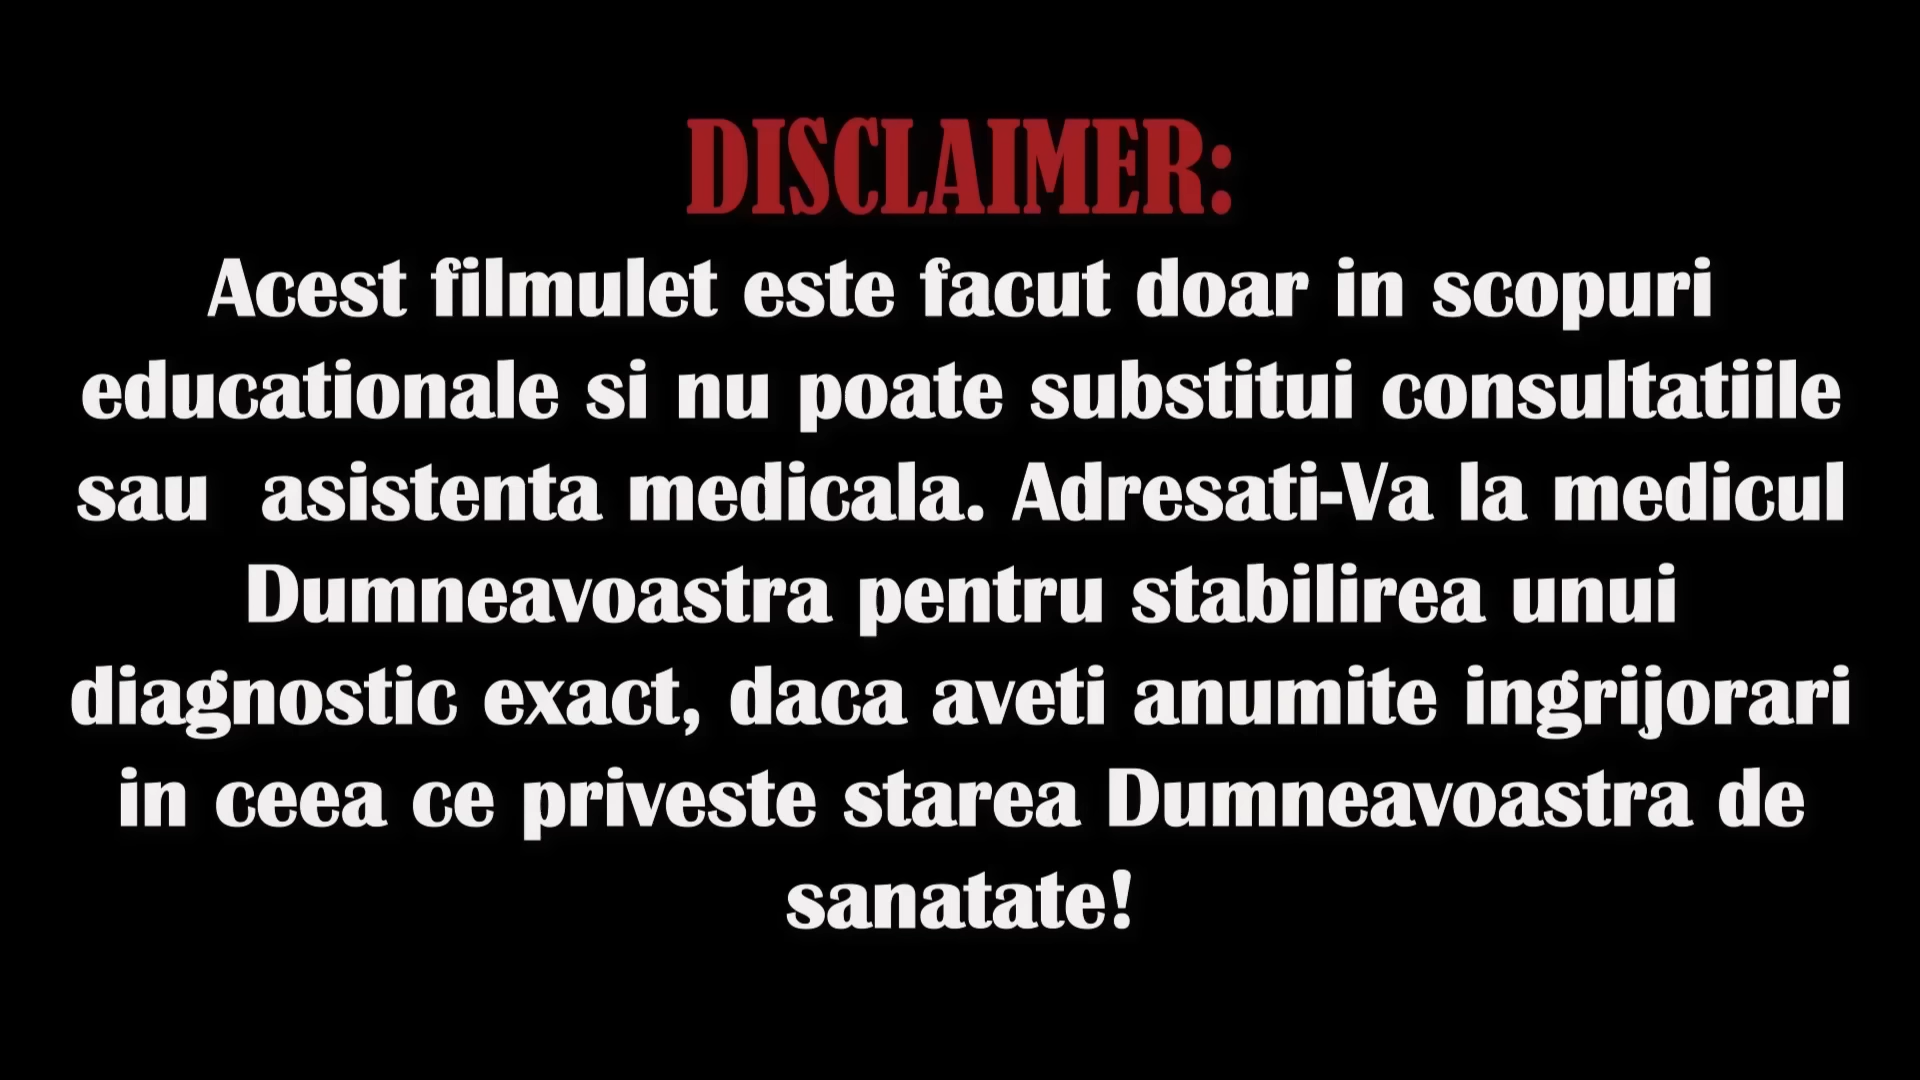 DISCLAIMER:
Acest filmulet este facut doar in scopuri
educationale si nu poate substitui consultatiile
sau  asistenta medicala. Adresati-Va la medicul
Dumneavoastra pentru stabilirea unui
diagnostic exact, daca aveti anumite ingrijorari
in ceea ce priveste starea Dumneavoastra de
sanatate!